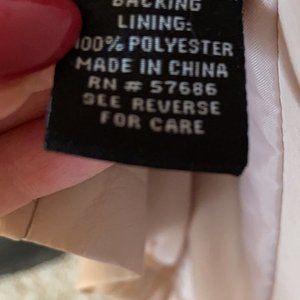 BACKING
LINING:
100% POLYESTER
MADE IN CHINA
RN # 57686
SEE REVERSE
FOR CARE